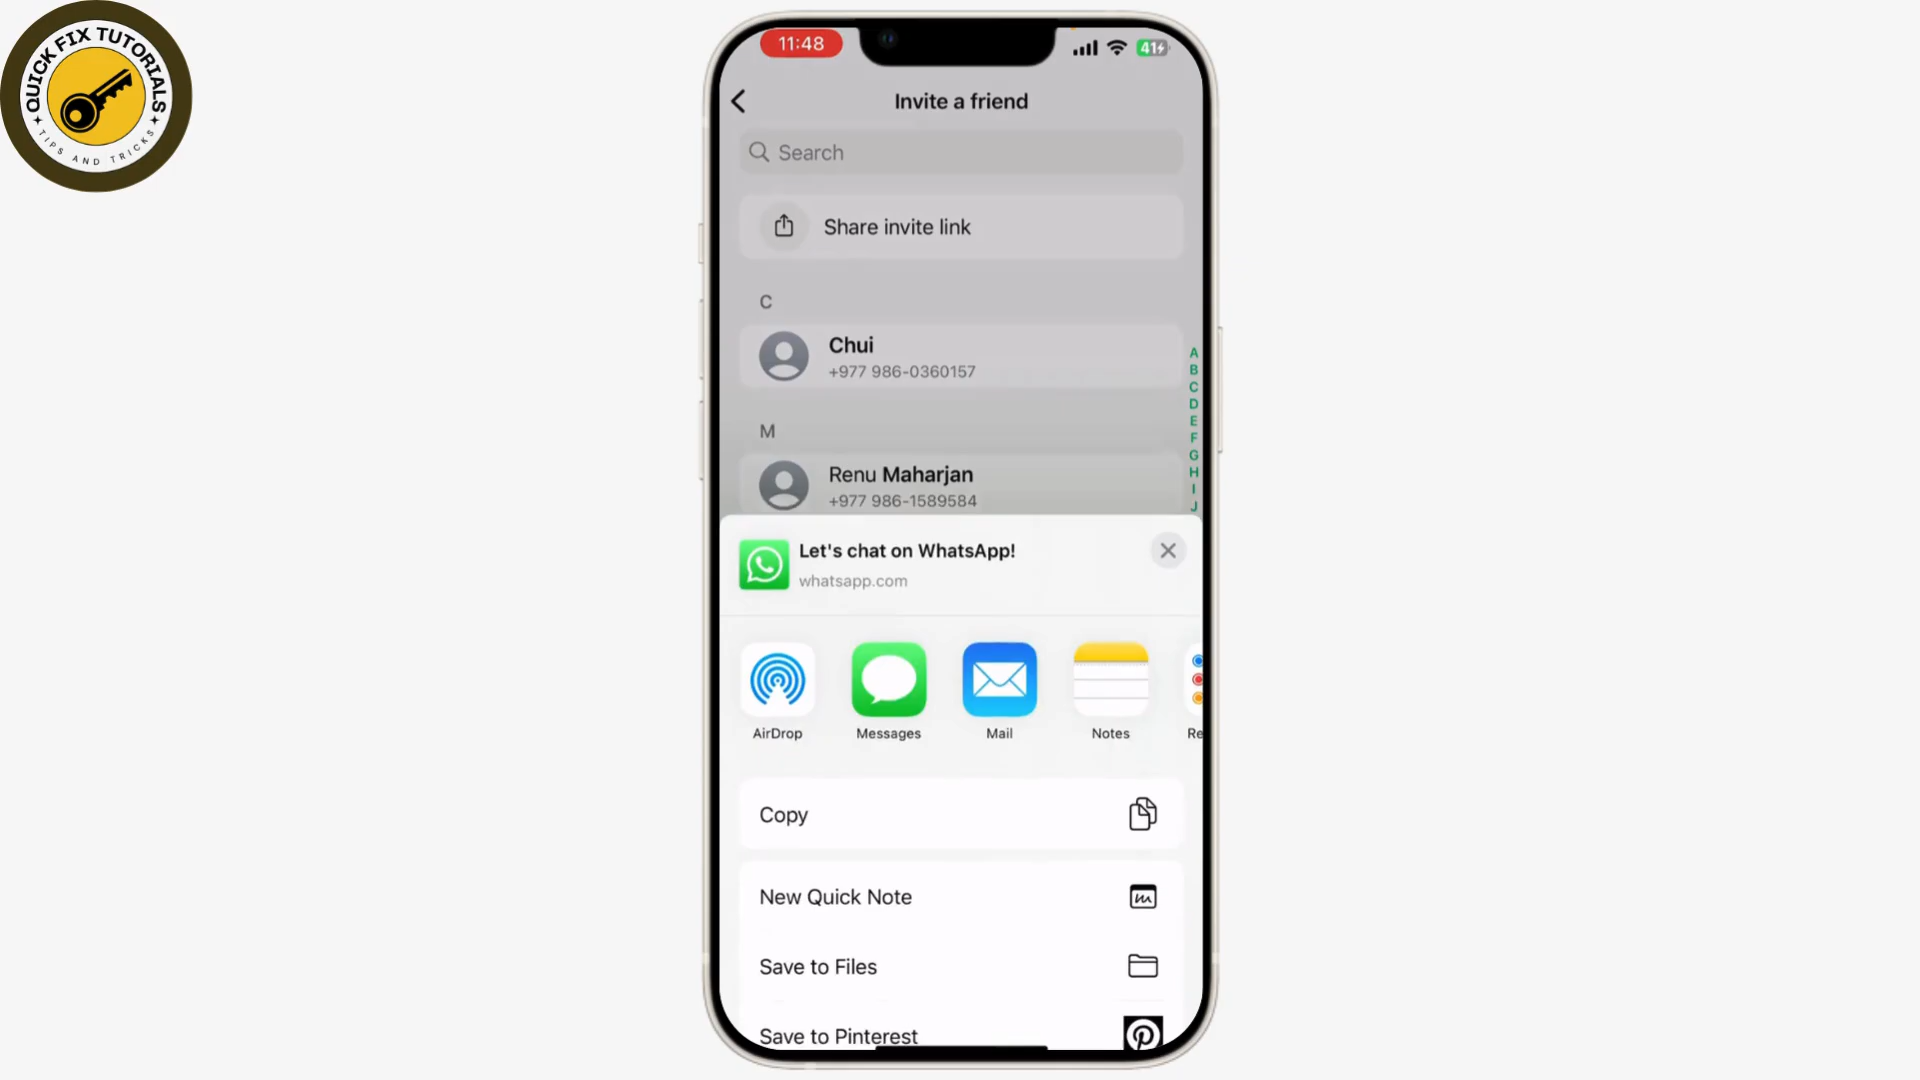 QUICK FIX TUTORIALS
TIPS AND TRICKS
11:48
41
Invite a friend
Search
Share invite link
C
Chui
+977 986-0360157
M
Renu Maharjan
+977 986-1589584
A
B
C
D
E
F
G
H
I
J
Let's chat on WhatsApp!
whatsapp.com
AirDrop
Messages
Mail
Notes
Re
Copy
New Quick Note
Save to Files
Save to Pinterest